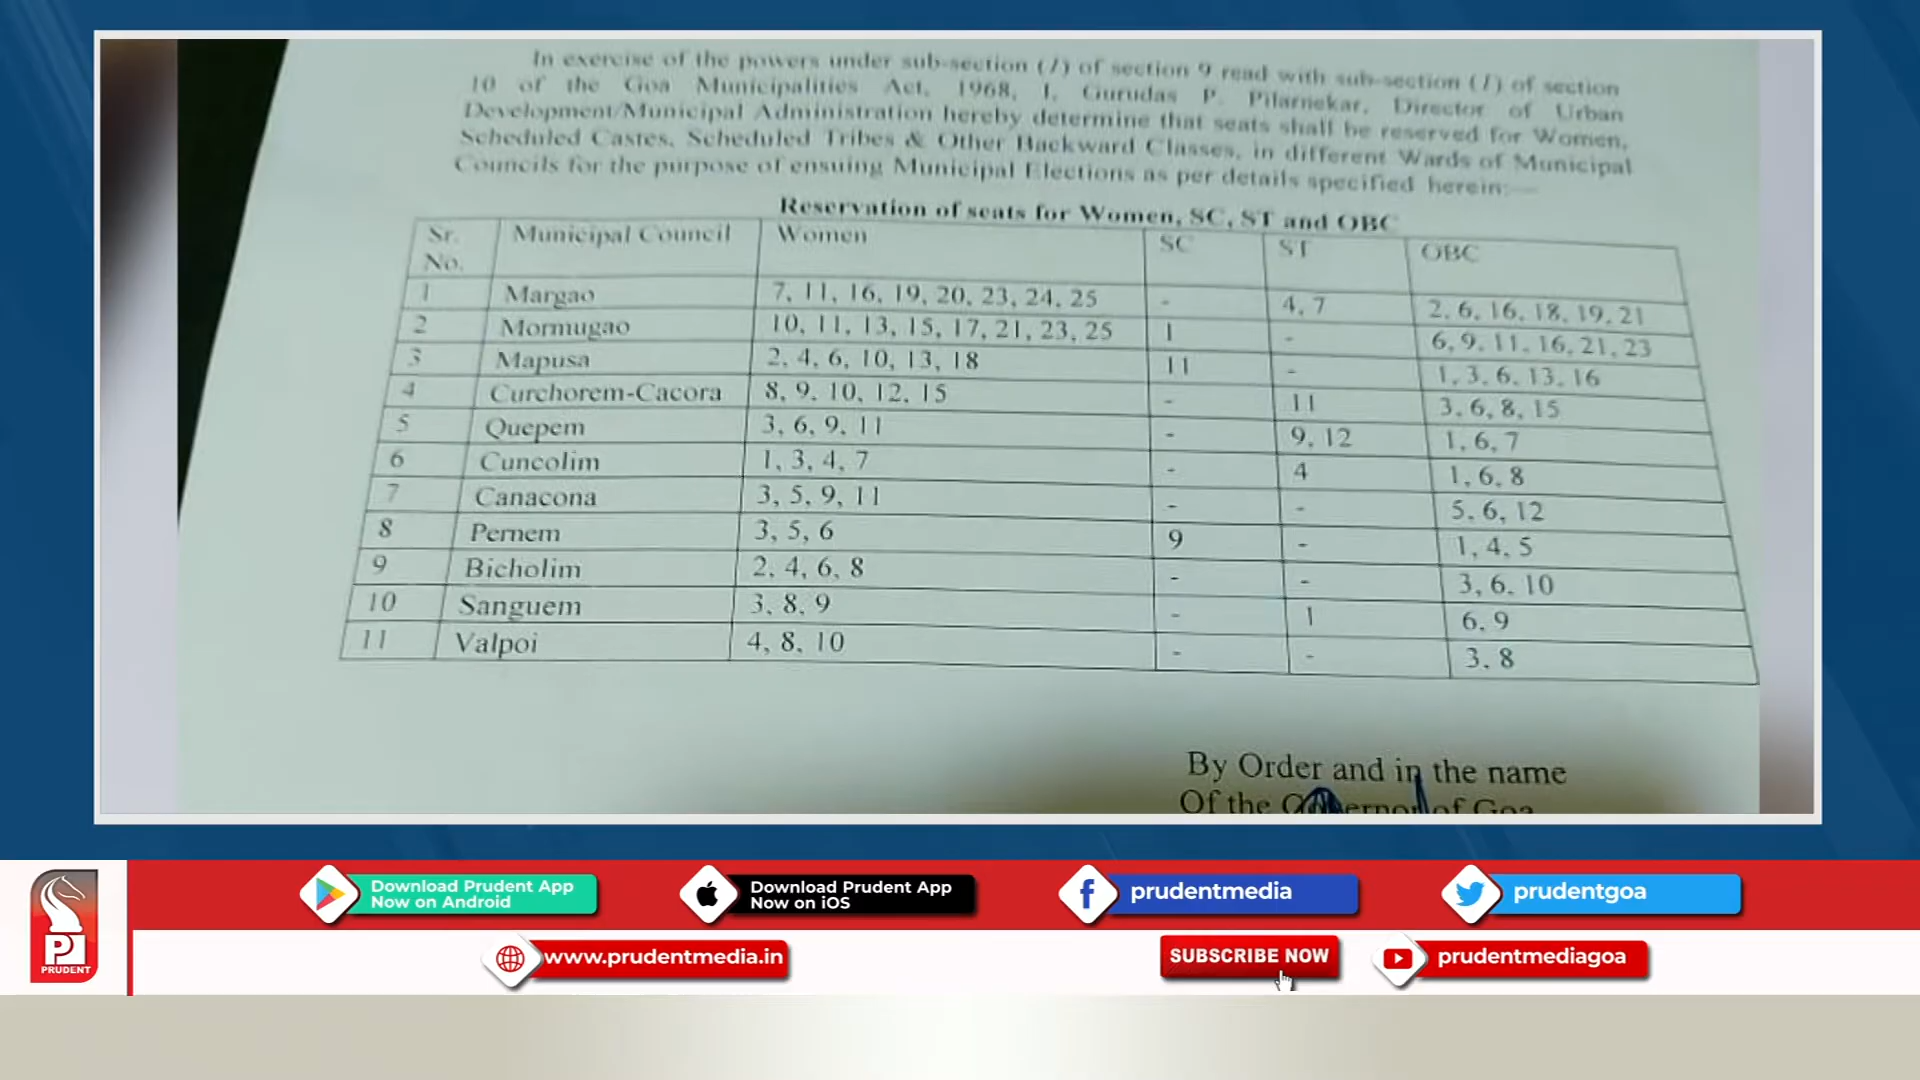 In exercise of the powers under sub-section (1) of section 9 read with sub-section (1) of section
10 of the Goa Municipalities Act, 1968, I, Gurudas P. Pilarnekar, Director of Urban
Development/Municipal Administration hereby determine that seats shall be reserved for Women,
Scheduled Castes, Scheduled Tribes & Other Backward Classes, in different Wards of Municipal
Councils for the purpose of ensuing Municipal Elections as per details specified herein:—
Reservation of seats for Women, SC, ST and OBC
Sr. No. Municipal Council Women SC ST OBC
1 Margao 7, 11, 16, 19, 20, 23, 24, 25 - 4, 7 2, 6, 16, 18, 19, 21
2 Mormugao 10, 11, 13, 15, 17, 21, 23, 25 1 - 6, 9, 11, 16, 21, 23
3 Mapusa 2, 4, 6, 10, 13, 18 11 - 1, 3, 6, 13, 16
4 Curchorem-Cacora 8, 9, 10, 12, 15 - 11 3, 6, 8, 15
5 Quepem 3, 6, 9, 11 - 9, 12 1, 6, 7
6 Cuncolim 1, 3, 4, 7 - 4 1, 6, 8
7 Canacona 3, 5, 9, 11 - - 5, 6, 12
8 Pernem 3, 5, 6 9 - 1, 4, 5
9 Bicholim 2, 4, 6, 8 - - 3, 6, 10
10 Sanguem 3, 8, 9 - 1 6, 9
11 Valpoi 4, 8, 10 - - 3, 8
By Order and in the name
Of the Governor of Goa
Download Prudent App
Now on Android
Download Prudent App
Now on iOS
prudentmedia
prudentgoa
PRUDENT
www.prudentmedia.in
SUBSCRIBE NOW
prudentmediagoa